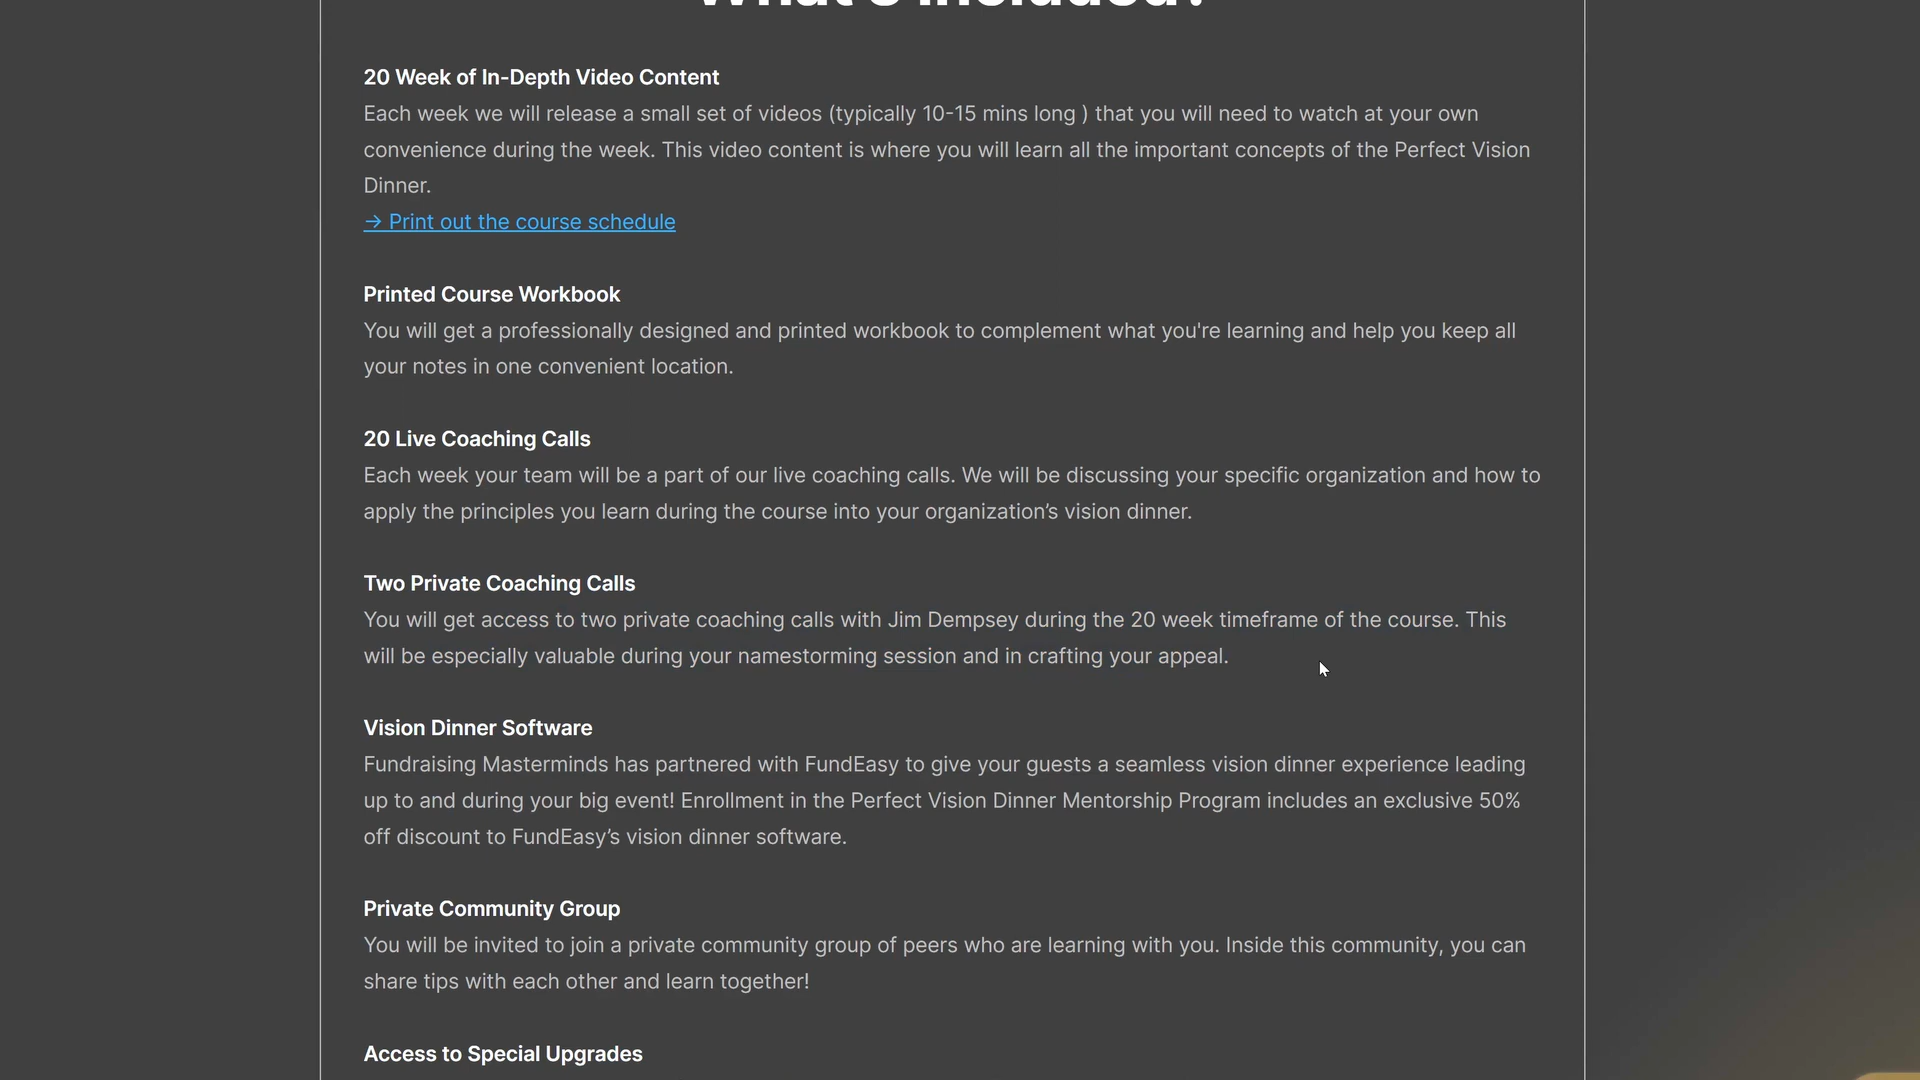 What's Included?
20 Week of In-Depth Video Content
Each week we will release a small set of videos (typically 10-15 mins long ) that you will need to watch at your own
convenience during the week. This video content is where you will learn all the important concepts of the Perfect Vision
Dinner.
→ Print out the course schedule
Printed Course Workbook
You will get a professionally designed and printed workbook to complement what you're learning and help you keep all
your notes in one convenient location.
20 Live Coaching Calls
Each week your team will be a part of our live coaching calls. We will be discussing your specific organization and how to
apply the principles you learn during the course into your organization’s vision dinner.
Two Private Coaching Calls
You will get access to two private coaching calls with Jim Dempsey during the 20 week timeframe of the course. This
will be especially valuable during your namestorming session and in crafting your appeal.
Vision Dinner Software
Fundraising Masterminds has partnered with FundEasy to give your guests a seamless vision dinner experience leading
up to and during your big event! Enrollment in the Perfect Vision Dinner Mentorship Program includes an exclusive 50%
off discount to FundEasy’s vision dinner software.
Private Community Group
You will be invited to join a private community group of peers who are learning with you. Inside this community, you can
share tips with each other and learn together!
Access to Special Upgrades